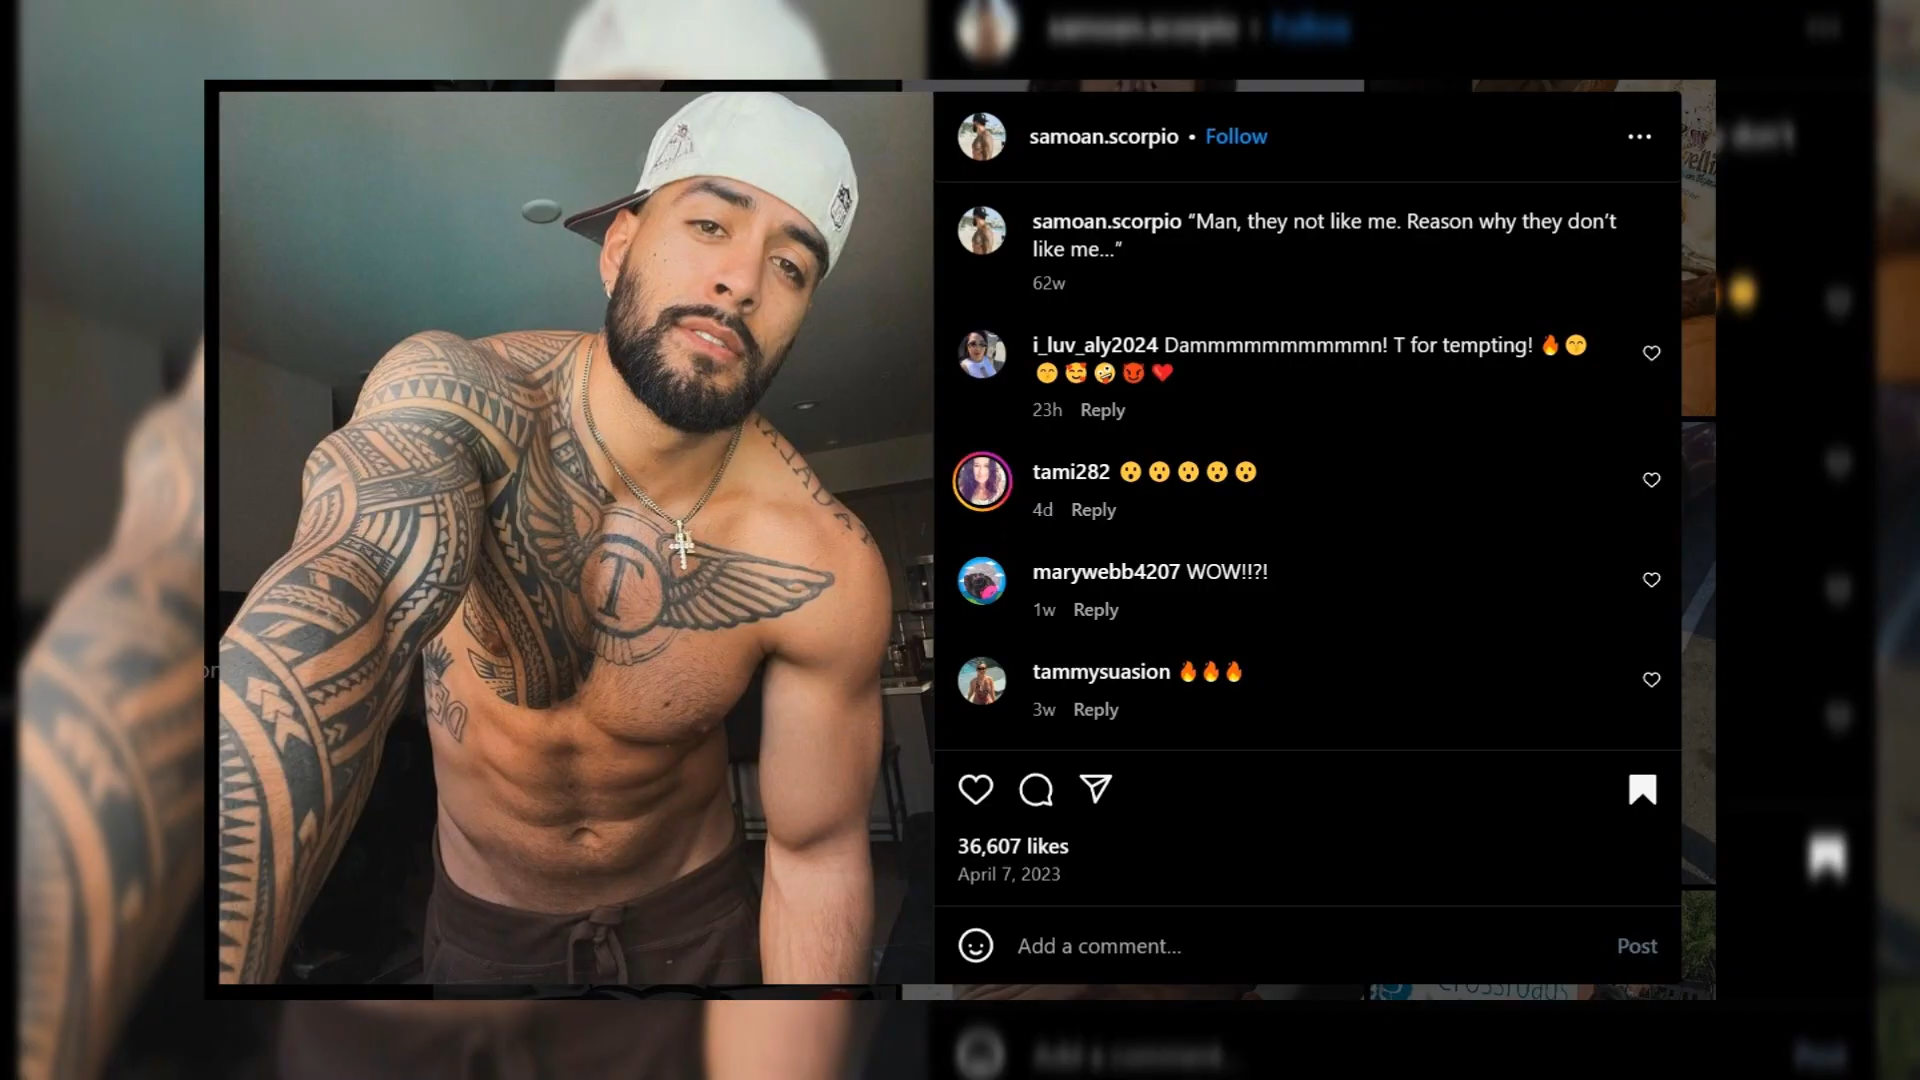 samoan.scorpio • Follow
samoan.scorpio “Man, they not like me. Reason why they don’t
like me...”
62w
i_luv_aly2024 Dammmmmmmmmmn! T for tempting! 🔥😙
😙🥰🤪😈❤️
23h Reply
tami282 😮😮😮😮😮
4d Reply
marywebb4207 WOW!!?!
1w Reply
tammysuasion 🔥🔥🔥
3w Reply
36,607 likes
April 7, 2023
Add a comment...
Post
T